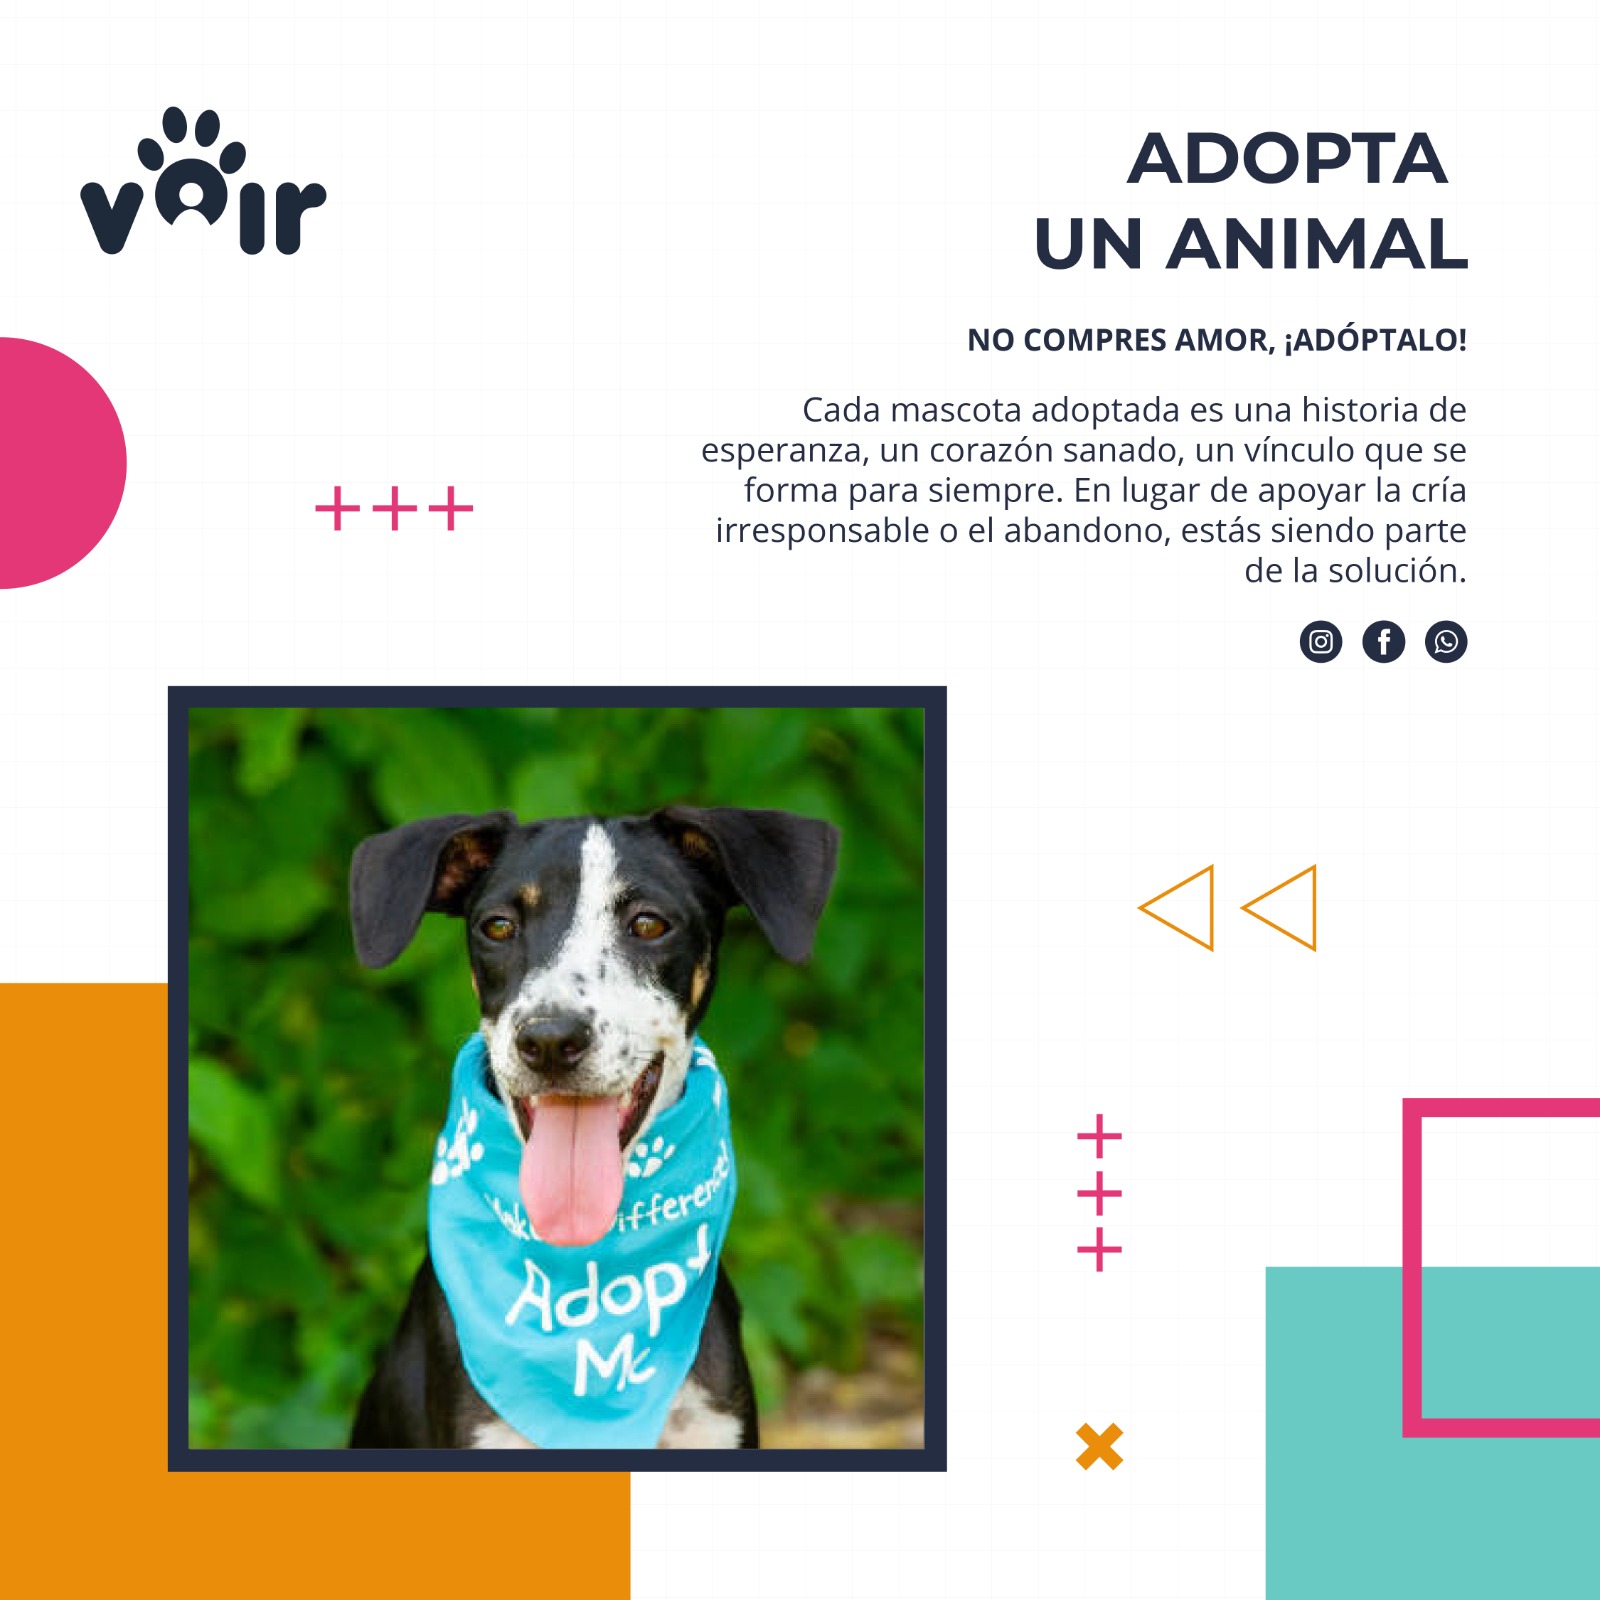 voir
ADOPTA
UN ANIMAL
NO COMPRES AMOR, ¡ADÓPTALO!
Cada mascota adoptada es una historia de
esperanza, un corazón sanado, un vínculo que se
forma para siempre. En lugar de apoyar la cría
irresponsable o el abandono, estás siendo parte
de la solución.
Adopt
Me